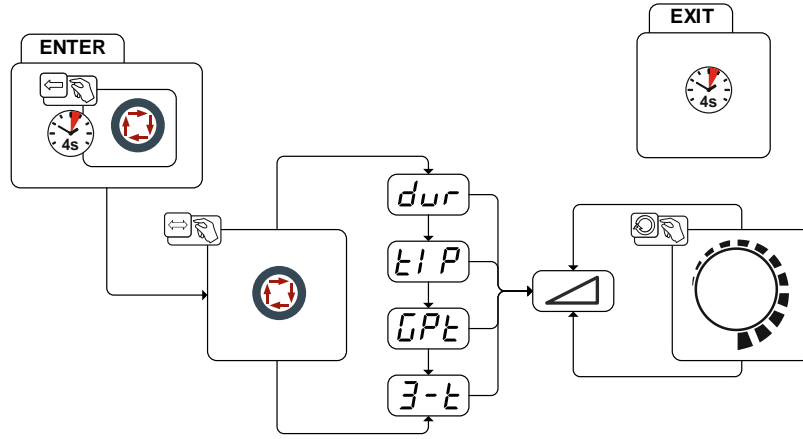 EXIT
ENTER
4s
4s
dur
tIP
GPt
3-t